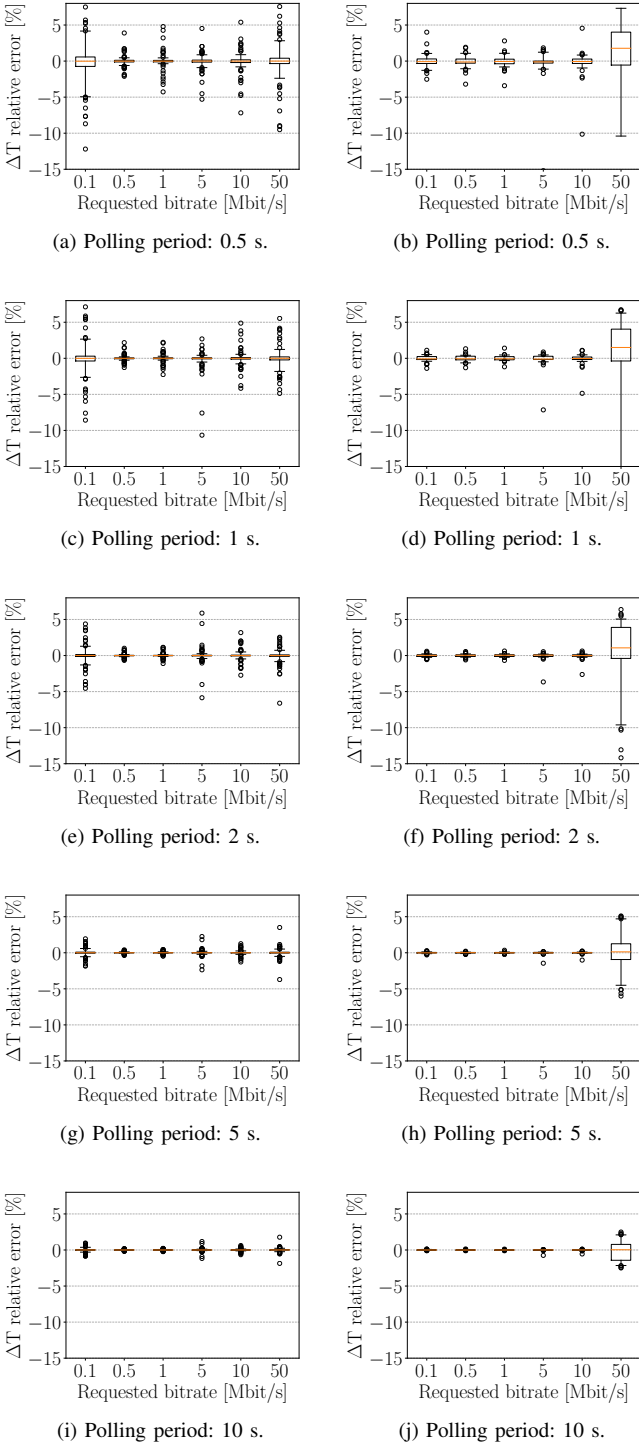 ΔT relative error [%]
5
0
−5
−10
−15
0.1 0.5 1 5 10 50
Requested bitrate [Mbit/s]
(a) Polling period: 0.5 s.
ΔT relative error [%]
5
0
−5
−10
−15
0.1 0.5 1 5 10 50
Requested bitrate [Mbit/s]
(b) Polling period: 0.5 s.
ΔT relative error [%]
5
0
−5
−10
−15
0.1 0.5 1 5 10 50
Requested bitrate [Mbit/s]
(c) Polling period: 1 s.
ΔT relative error [%]
5
0
−5
−10
−15
0.1 0.5 1 5 10 50
Requested bitrate [Mbit/s]
(d) Polling period: 1 s.
ΔT relative error [%]
5
0
−5
−10
−15
0.1 0.5 1 5 10 50
Requested bitrate [Mbit/s]
(e) Polling period: 2 s.
ΔT relative error [%]
5
0
−5
−10
−15
0.1 0.5 1 5 10 50
Requested bitrate [Mbit/s]
(f) Polling period: 2 s.
ΔT relative error [%]
5
0
−5
−10
−15
0.1 0.5 1 5 10 50
Requested bitrate [Mbit/s]
(g) Polling period: 5 s.
ΔT relative error [%]
5
0
−5
−10
−15
0.1 0.5 1 5 10 50
Requested bitrate [Mbit/s]
(h) Polling period: 5 s.
ΔT relative error [%]
5
0
−5
−10
−15
0.1 0.5 1 5 10 50
Requested bitrate [Mbit/s]
(i) Polling period: 10 s.
ΔT relative error [%]
5
0
−5
−10
−15
0.1 0.5 1 5 10 50
Requested bitrate [Mbit/s]
(j) Polling period: 10 s.